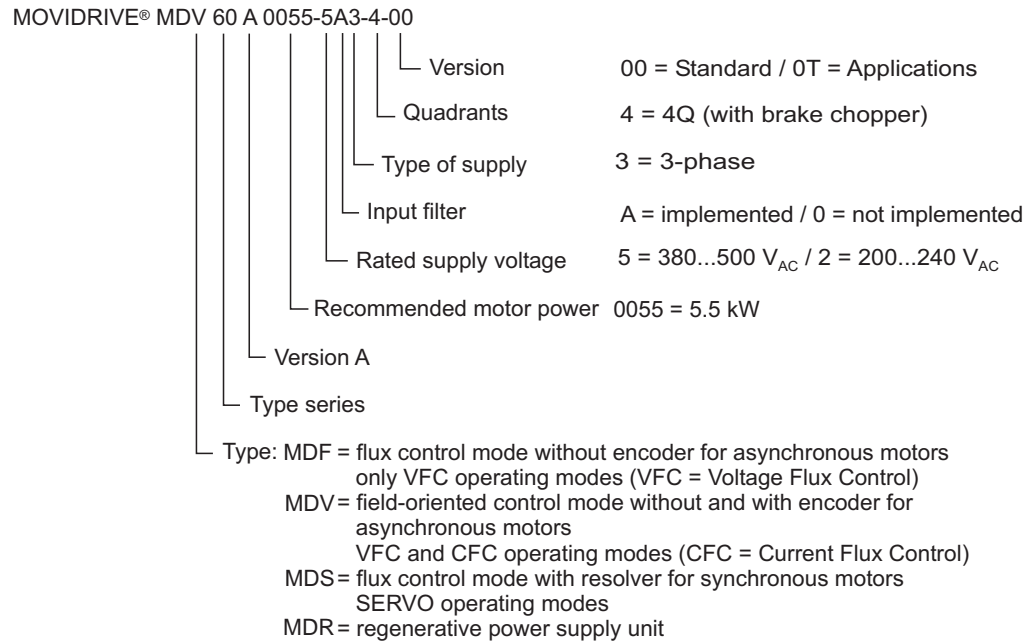 MOVIDRIVE® MDV 60 A 0055-5A3-4-00
Version 00 = Standard / 0T = Applications
Quadrants 4 = 4Q (with brake chopper)
Type of supply 3 = 3-phase
Input filter A = implemented / 0 = not implemented
Rated supply voltage 5 = 380...500 VAC / 2 = 200...240 VAC
Recommended motor power 0055 = 5.5 kW
Version A
Type series
Type: MDF = flux control mode without encoder for asynchronous motors
only VFC operating modes (VFC = Voltage Flux Control)
MDV = field-oriented control mode without and with encoder for
asynchronous motors
VFC and CFC operating modes (CFC = Current Flux Control)
MDS = flux control mode with resolver for synchronous motors
SERVO operating modes
MDR = regenerative power supply unit